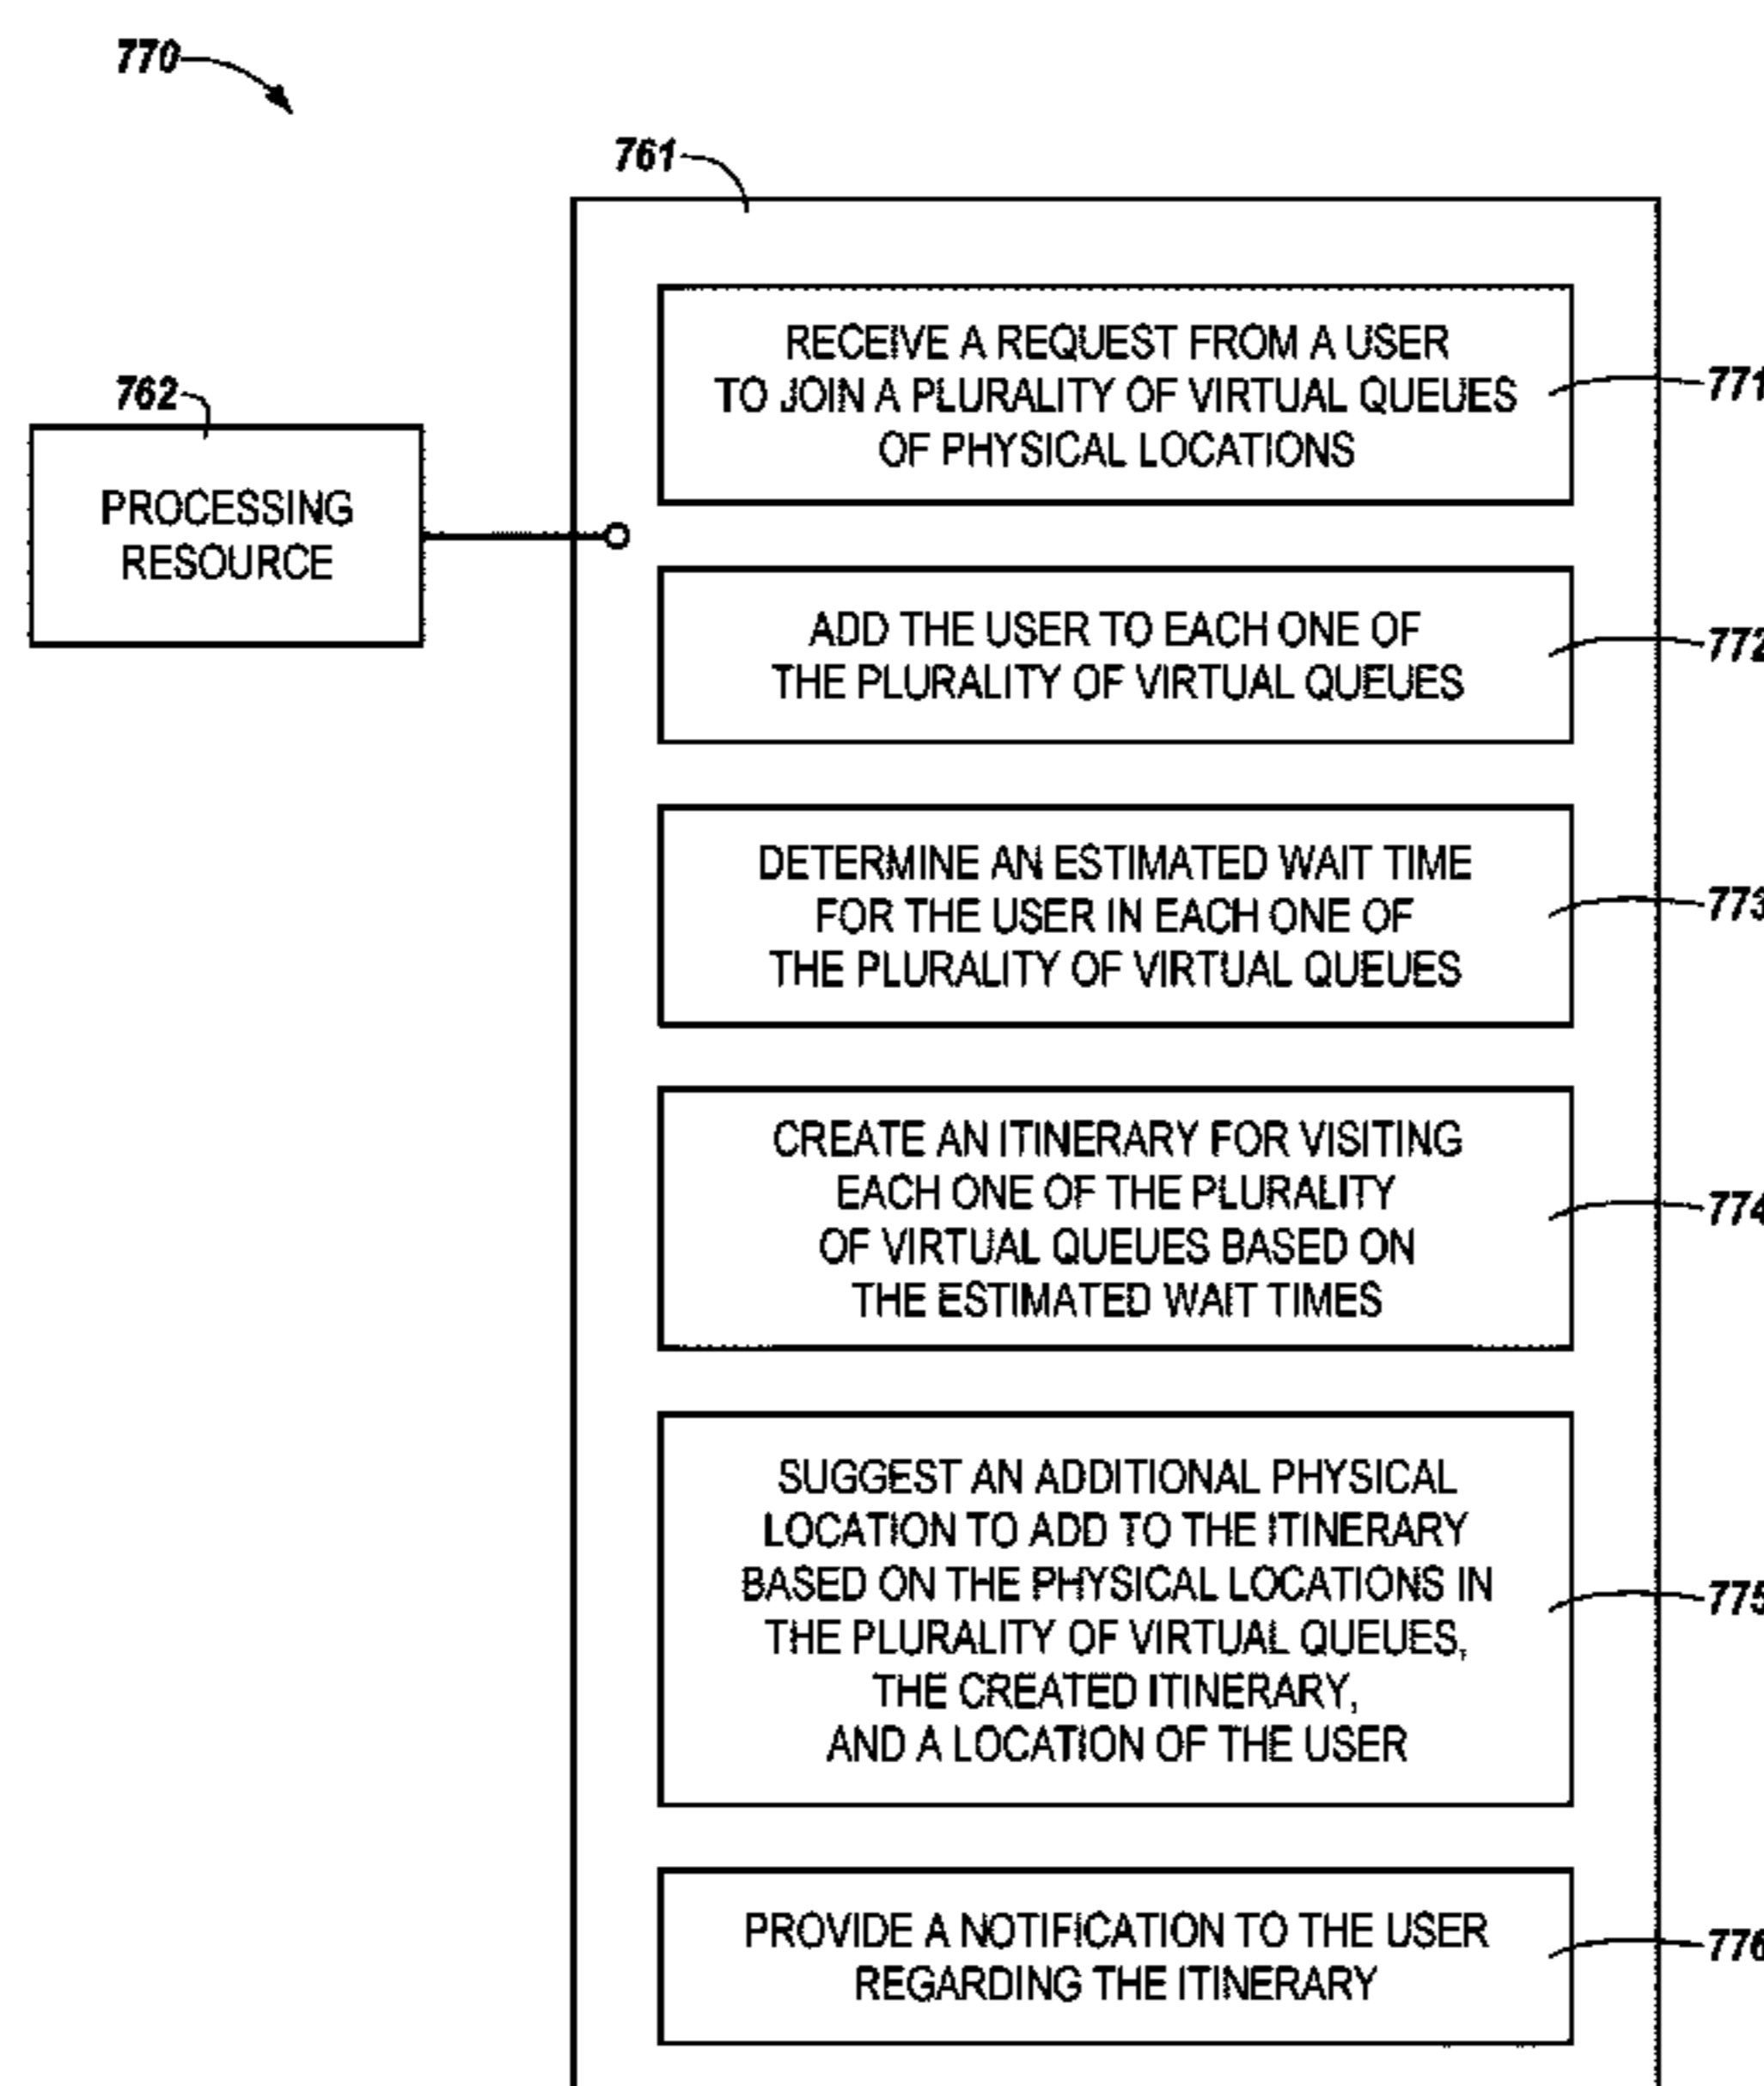 770
761
762
PROCESSING
RESOURCE
RECEIVE A REQUEST FROM A USER
TO JOIN A PLURALITY OF VIRTUAL QUEUES
OF PHYSICAL LOCATIONS
771
ADD THE USER TO EACH ONE OF
THE PLURALITY OF VIRTUAL QUEUES
772
DETERMINE AN ESTIMATED WAIT TIME
FOR THE USER IN EACH ONE OF
THE PLURALITY OF VIRTUAL QUEUES
773
CREATE AN ITINERARY FOR VISITING
EACH ONE OF THE PLURALITY
OF VIRTUAL QUEUES BASED ON
THE ESTIMATED WAIT TIMES
774
SUGGEST AN ADDITIONAL PHYSICAL
LOCATION TO ADD TO THE ITINERARY
BASED ON THE PHYSICAL LOCATIONS IN
THE PLURALITY OF VIRTUAL QUEUES,
THE CREATED ITINERARY,
AND A LOCATION OF THE USER
775
PROVIDE A NOTIFICATION TO THE USER
REGARDING THE ITINERARY
776